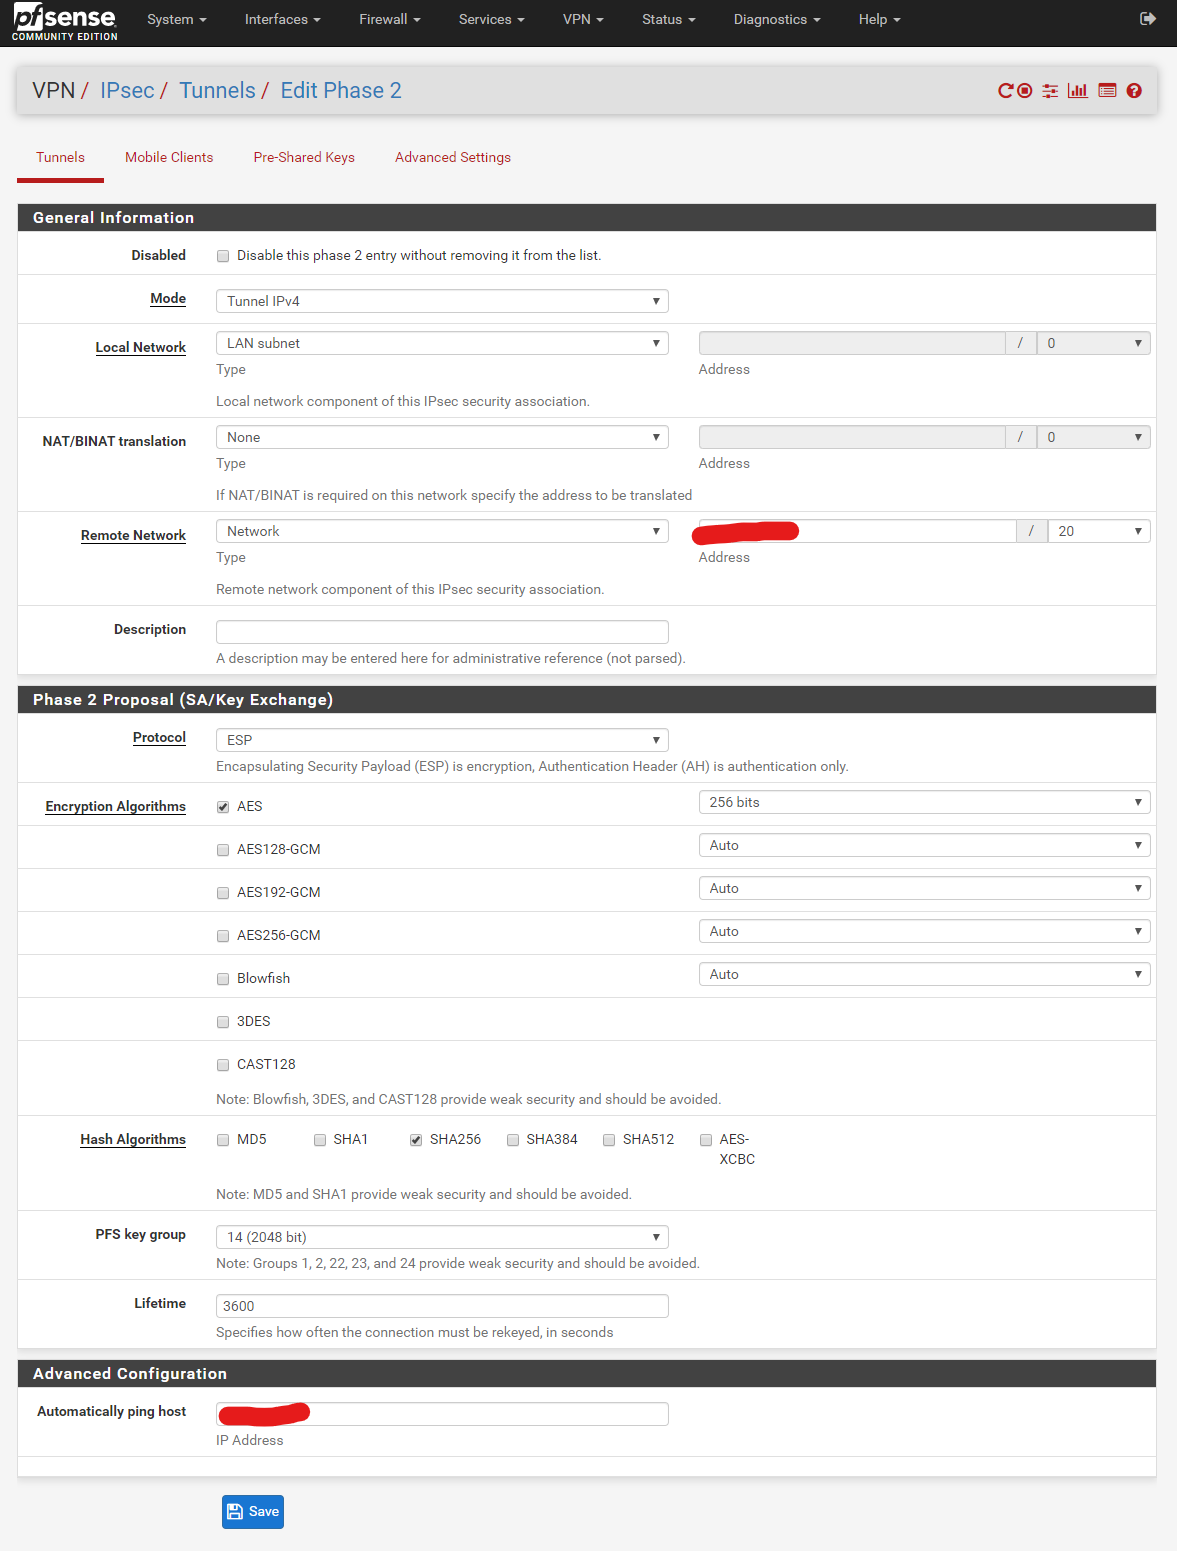 pfsense
COMMUNITY EDITION
System Interfaces Firewall Services VPN Status Diagnostics Help
VPN / IPsec / Tunnels / Edit Phase 2
Tunnels Mobile Clients Pre-Shared Keys Advanced Settings
General Information
Disabled Disable this phase 2 entry without removing it from the list.
Mode Tunnel IPv4
Local Network LAN subnet / 0
Type Address
Local network component of this IPsec security association.
NAT/BINAT translation None / 0
Type Address
If NAT/BINAT is required on this network specify the address to be translated
Remote Network Network / 20
Type Address
Remote network component of this IPsec security association.
Description
A description may be entered here for administrative reference (not parsed).
Phase 2 Proposal (SA/Key Exchange)
Protocol ESP
Encapsulating Security Payload (ESP) is encryption, Authentication Header (AH) is authentication only.
Encryption Algorithms AES 256 bits
AES128-GCM Auto
AES192-GCM Auto
AES256-GCM Auto
Blowfish Auto
3DES
CAST128
Note: Blowfish, 3DES, and CAST128 provide weak security and should be avoided.
Hash Algorithms MD5 SHA1 SHA256 SHA384 SHA512 AES-
XCBC
Note: MD5 and SHA1 provide weak security and should be avoided.
PFS key group 14 (2048 bit)
Note: Groups 1, 2, 22, 23, and 24 provide weak security and should be avoided.
Lifetime 3600
Specifies how often the connection must be rekeyed, in seconds
Advanced Configuration
Automatically ping host
IP Address
Save